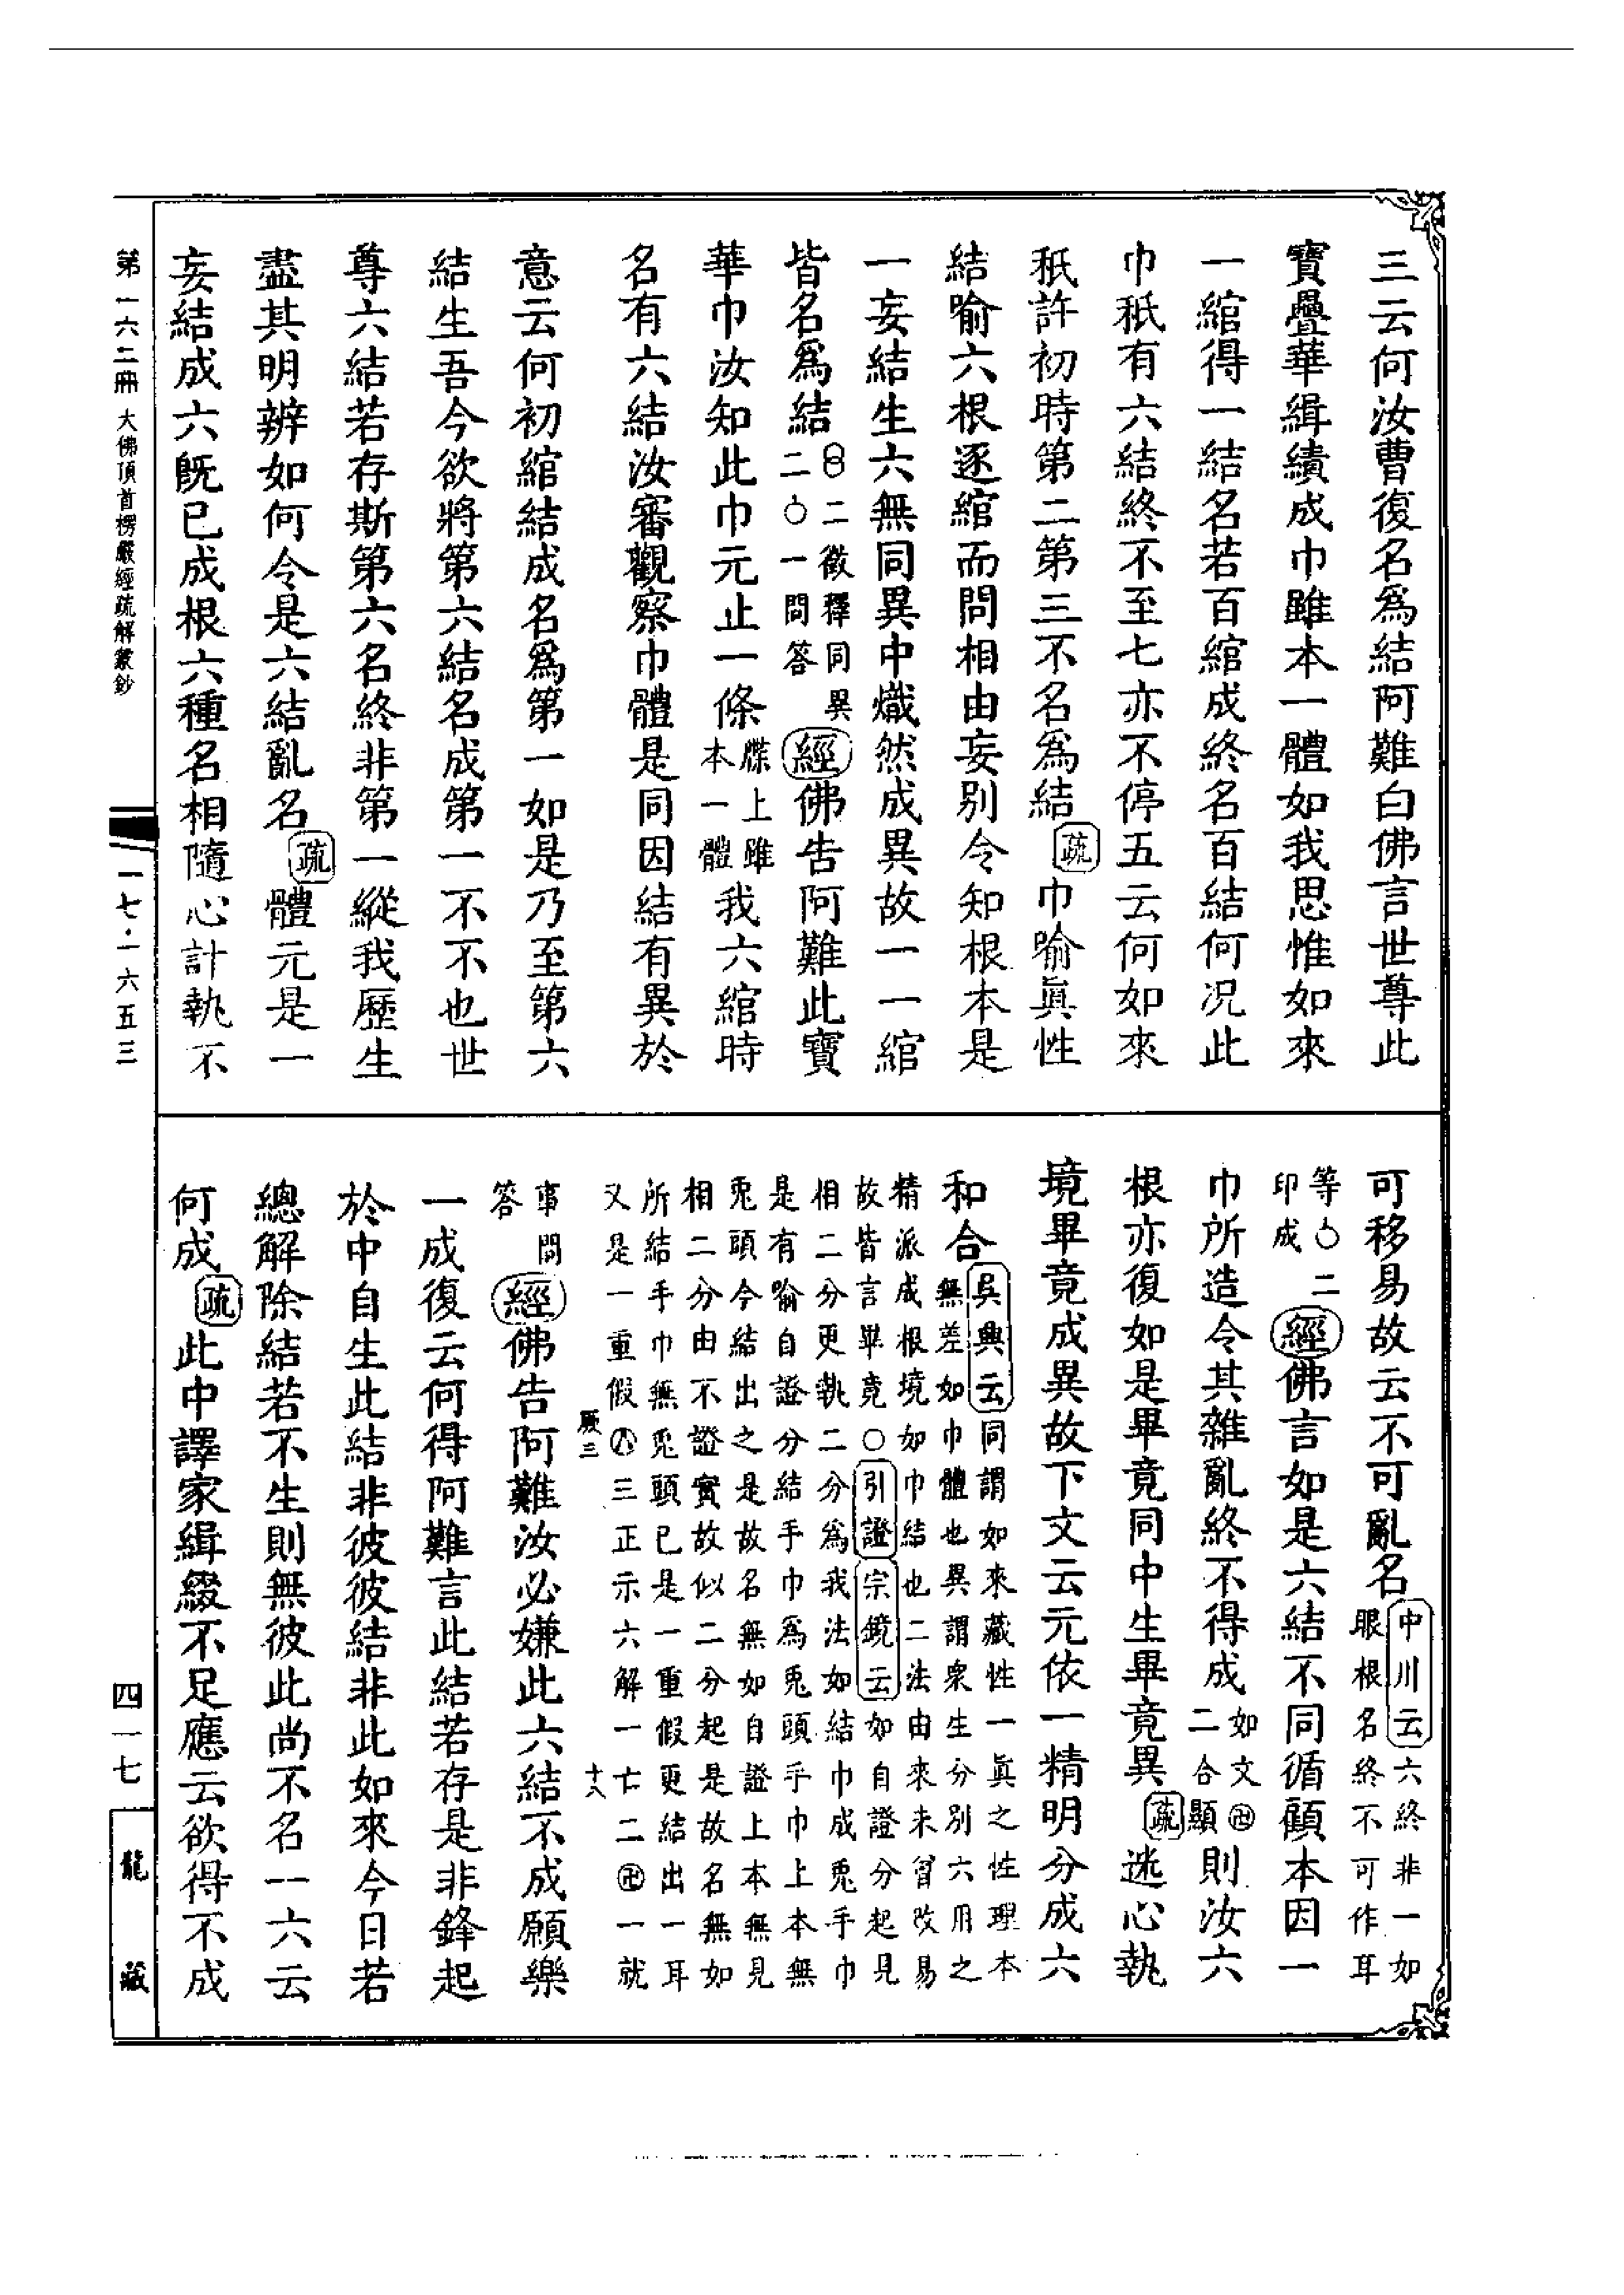 三云何汝曹復名爲結阿難白佛言世尊此
寶疊華緝績成巾雖本一體如我思惟如來
一綰得一結名若百綰成終名百結何况此
巾秖有六結終不至七亦不停五云何如來
秖許初時第二第三不名爲結疏巾喻眞性
結喻六根逐綰而問相由妄別令知根本是
一妄結生六無同異中熾然成異故一一綰
皆名爲結
二徵釋同異
二一問答
經佛告阿難此寶
華巾汝知此巾元止一條
牒上雖
本一體
我六綰時
名有六結汝審觀察巾體是同因結有異於
意云何初綰結成名爲第一如是乃至第六
結生吾今欲將第六結名成第一不不也世
尊六結若存斯第六名終非第一縱我歷生
盡其明辨如何令是六結亂名疏體元是一
妄結成六旣已成根六種名相隨心計執不
第一六二冊 大佛頂首楞嚴經疏解蒙鈔
一七·一六五三
可移易故云不可亂名
中川云六終非一如
眼根名終不可作耳
等 二
印成
經佛言如是六結不同循顧本因一
巾所造令其雜亂終不得成
如文卍
二合顯
則汝六
根亦復如是畢竟同中生畢竟異疏迷心執
境畢竟成異故下文云元依一精明分成六
和合
吳興云同謂如來藏性一眞之性理本
無差如巾體也異謂衆生分別六用之
精派成根境如巾結也二法由來未曾改易
故皆言畢竟○引證宗鏡云如自證分起見
相二分更執二分爲我法如結巾成兎手巾
是有喻自證分結手巾爲兎頭手巾上本無
兎頭今結出之是故名無如自證上本無見
相二分由不證實故似二分起是故名無如
所結手巾無兎頭已是一重假更結出一耳
又是一重假㊇三正示六解一亡二卍一就
事問
答
經佛告阿難汝必嫌此六結不成願樂
一成復云何得阿難言此結若存是非鋒起
於中自生此結非彼彼結非此如來今日若
總解除結若不生則無彼此尚不名一六云
何成疏此中譯家緝綴不足應云欲得不成
四一七
龍藏